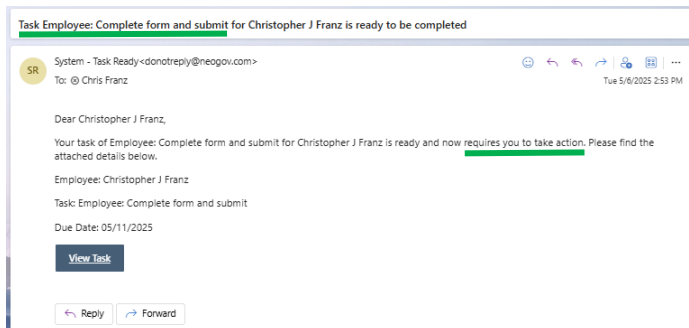 Task Employee: Complete form and submit for Christopher J Franz is ready to be completed
SR
System - Task Ready<donotreply@neogov.com>
To: Chris Franz
Tue 5/6/2025 2:53 PM
Dear Christopher J Franz,
Your task of Employee: Complete form and submit for Christopher J Franz is ready and now requires you to take action. Please find the
attached details below.
Employee: Christopher J Franz
Task: Employee: Complete form and submit
Due Date: 05/11/2025
View Task
Reply
Forward